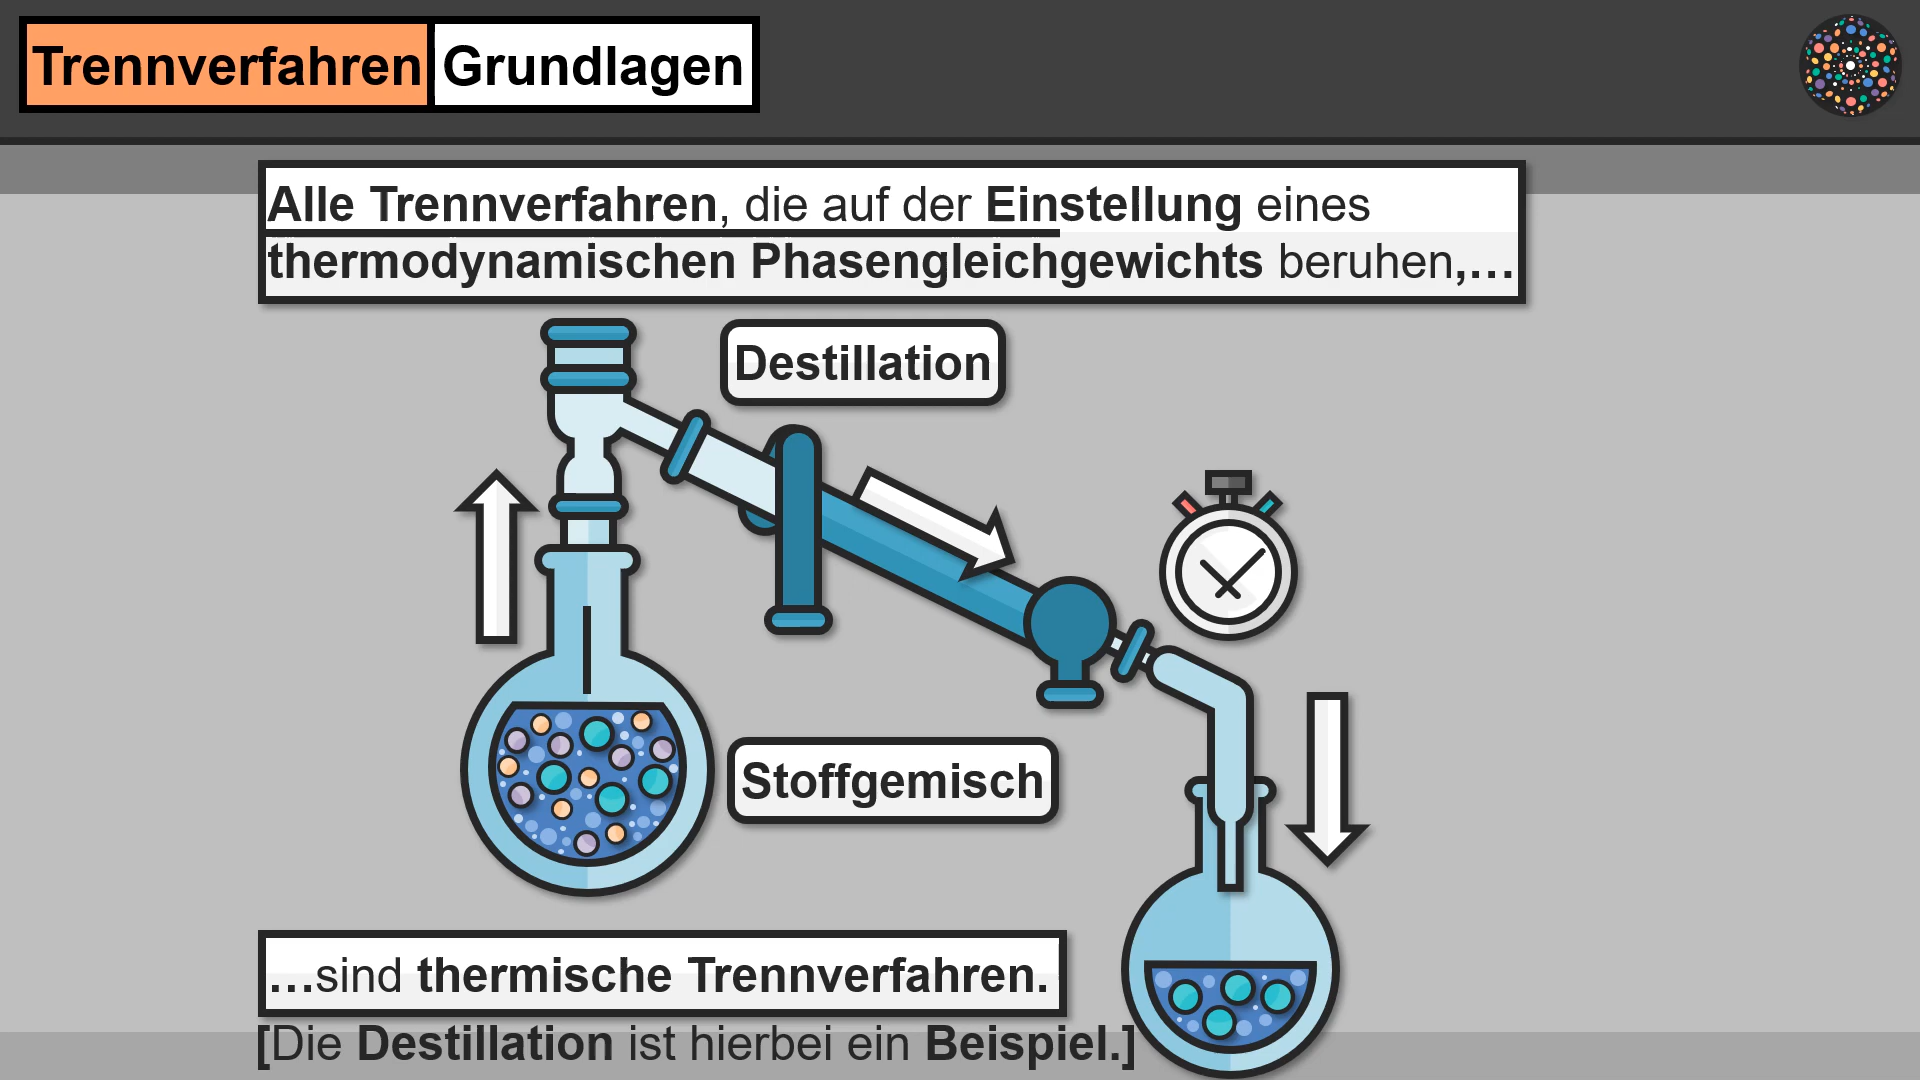 Trennverfahren Grundlagen
Alle Trennverfahren, die auf der Einstellung eines
thermodynamischen Phasengleichgewichts beruhen,...
Destillation
Stoffgemisch
...sind thermische Trennverfahren.
[Die Destillation ist hierbei ein Beispiel.]